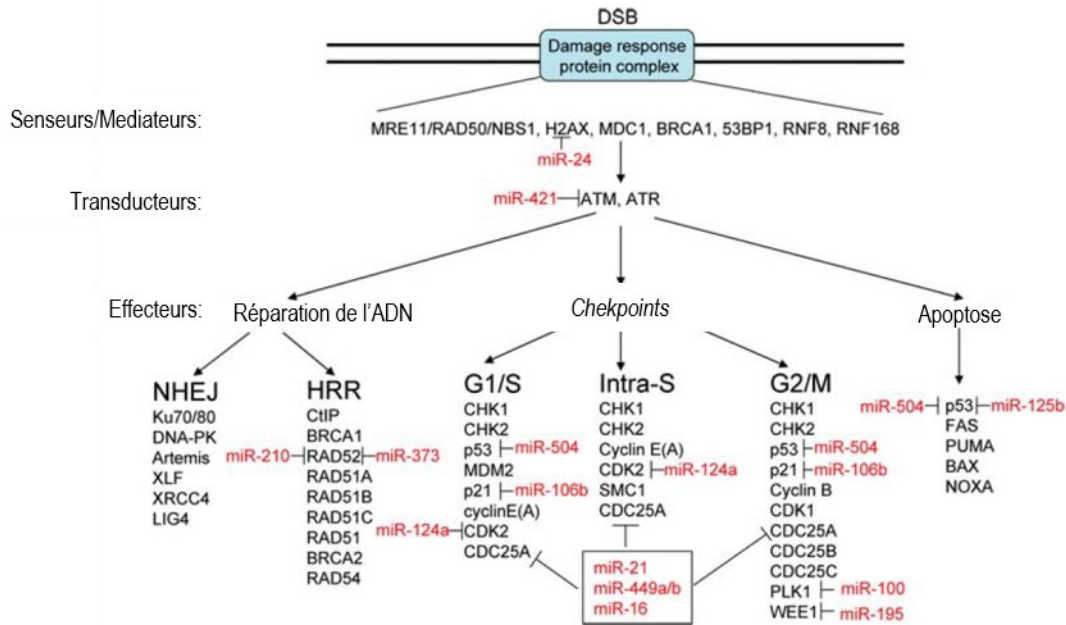 DSB
Damage response
protein complex
Senseurs/Mediateurs:
MRE11/RAD50/NBS1, H2AX, MDC1, BRCA1, 53BP1, RNF8, RNF168
miR-24
Transducteurs:
miR-421
ATM, ATR
Effecteurs:
Réparation de l'ADN
Chekpoints
Apoptose
NHEJ
Ku70/80
DNA-PK
Artemis
XLF
XRCC4
LIG4
HRR
CtIP
BRCA1
miR-210
RAD52
miR-373
RAD51A
RAD51B
RAD51C
RAD51
BRCA2
RAD54
G1/S
CHK1
CHK2
p53
miR-504
MDM2
p21
miR-106b
cyclinE(A)
miR-124a
CDK2
CDC25A
Intra-S
CHK1
CHK2
Cyclin E(A)
CDK2
miR-124a
SMC1
CDC25A
miR-21
miR-449a/b
miR-16
G2/M
CHK1
CHK2
p53
miR-504
p21
miR-106b
Cyclin B
CDK1
CDC25A
CDC25B
CDC25C
PLK1
miR-100
WEE1
miR-195
miR-504
p53
miR-125b
FAS
PUMA
BAX
NOXA